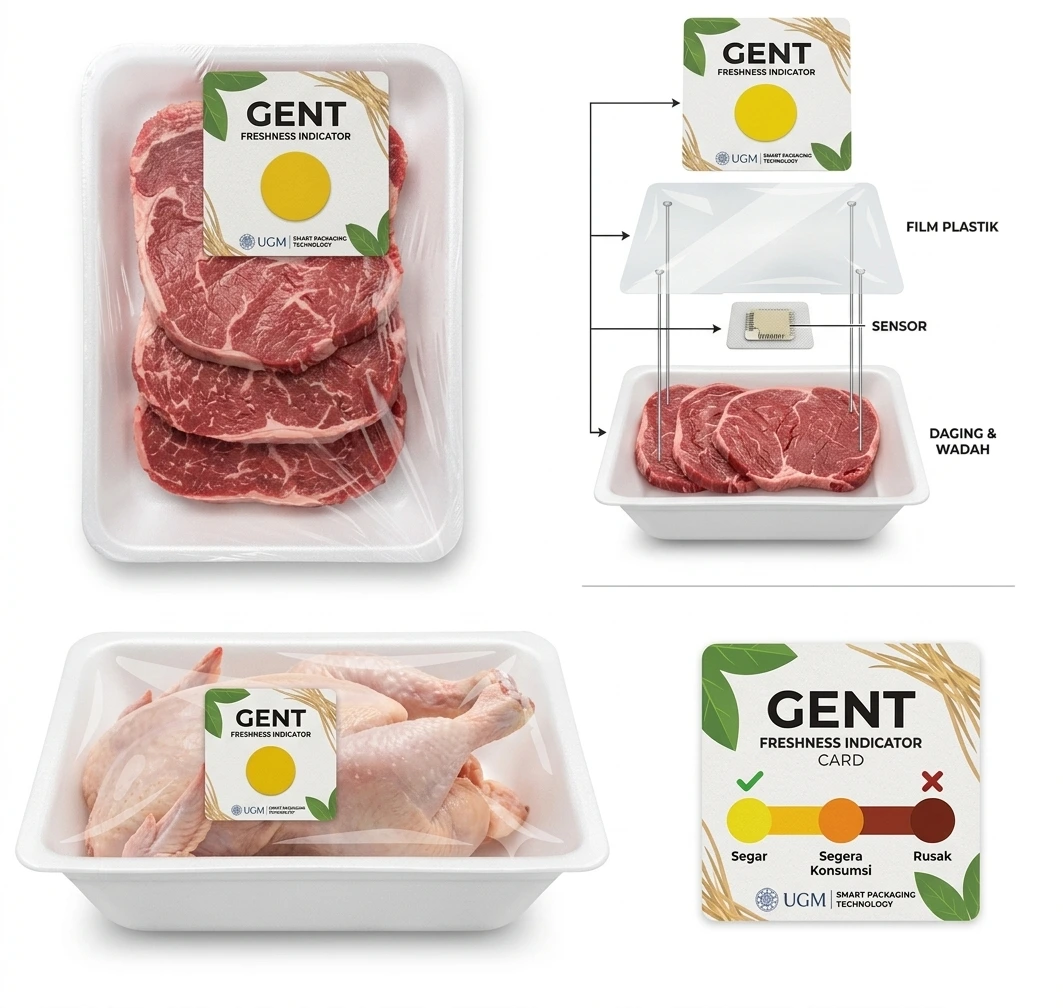 GENT
FRESHNESS INDICATOR
UGM
SMART PACKAGING
TECHNOLOGY
GENT
FRESHNESS INDICATOR
UGM
SMART PACKAGING
TECHNOLOGY
FILM PLASTIK
SENSOR
DAGING &
WADAH
GENT
FRESHNESS INDICATOR
UGM
GENT
FRESHNESS INDICATOR
CARD
Segar
Segera
Konsumsi
Rusak
UGM
SMART PACKAGING
TECHNOLOGY